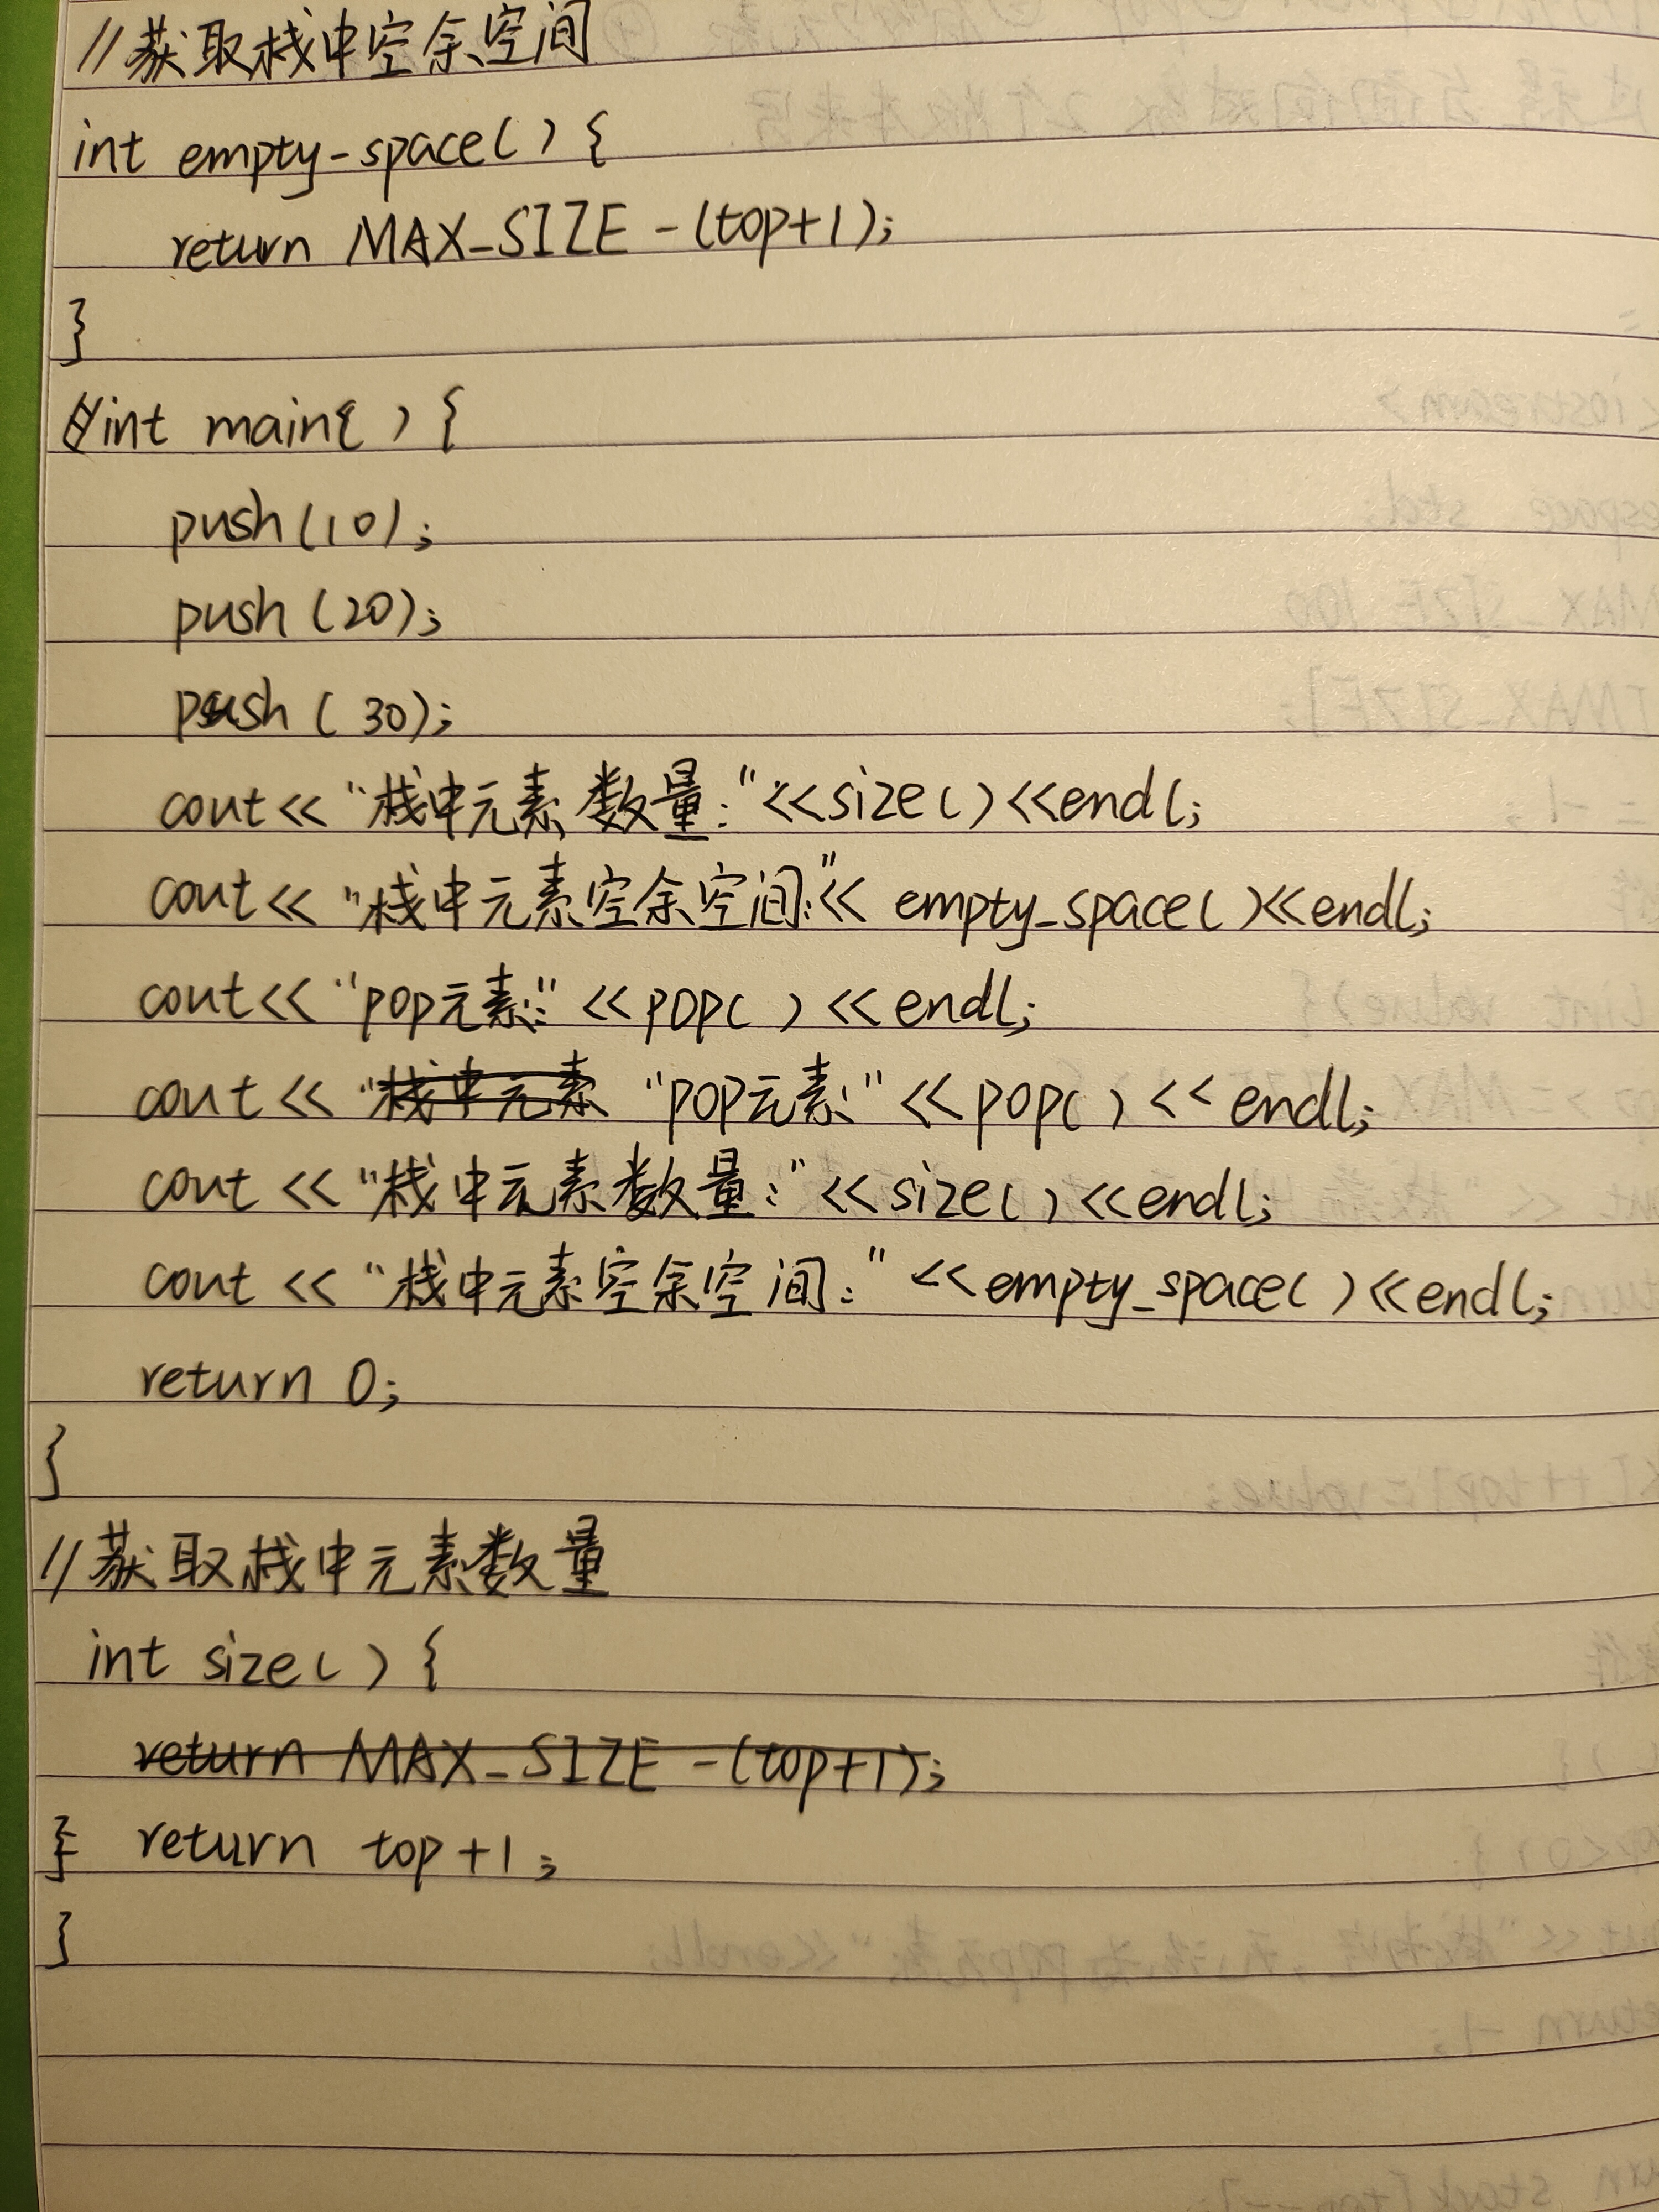 //获取栈中空余空间
int empty-space( ) {
return MAX_SIZE -(top+1);
}
int main( ) {
push(10);
push (20);
push ( 30);
cout<< "栈中元素数量:"<<size( )<<endl;
cout<< "栈中元素空余空间:"<< empty_space( )<<endl;
cout<< "pop元素:" <<pop( ) <<endl;
cout << "栈中元素 "pop元素:" <<pop( ) << endl;
cout << "栈中元素数量:"<<size( )<<endl;
cout << "栈中元素空余空间:" <<empty_space( )<<endl;
return 0;
}
//获取栈中元素数量
int size( ) {
return MAX_SIZE -(top+1);
} return top+1;
}